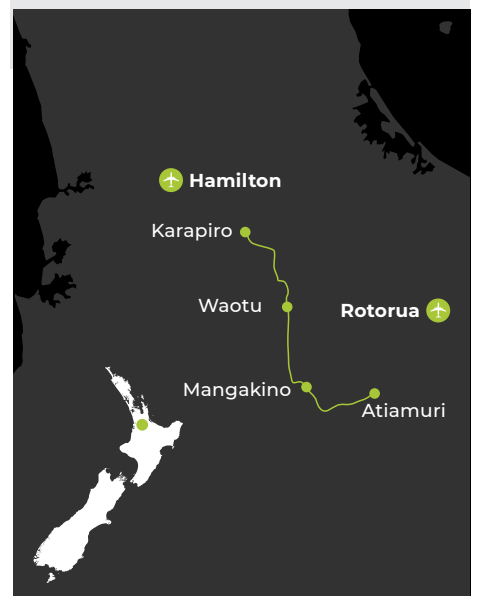 Hamilton
Karapiro
Waotu
Rotorua
Mangakino
Atiamuri